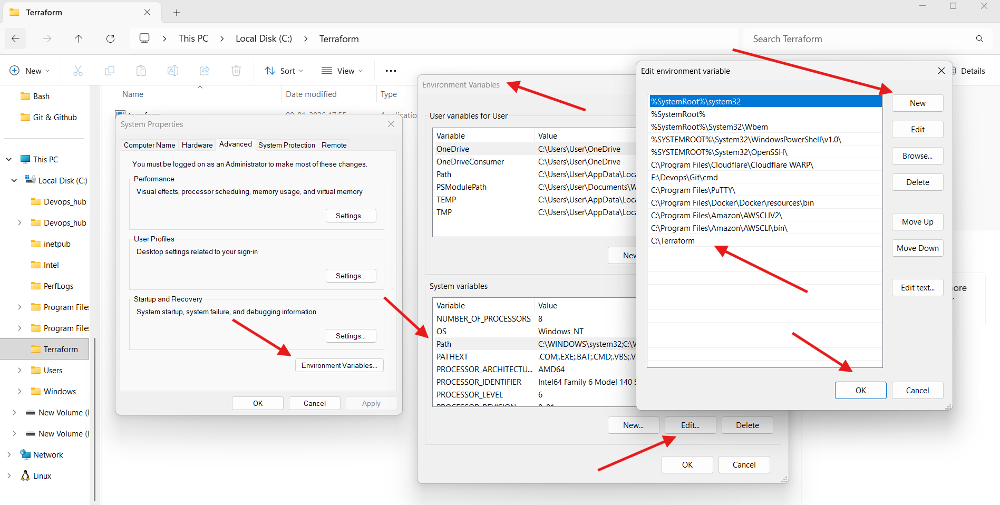 Terraform
This PC
Local Disk (C:)
Terraform
Search Terraform
New
Sort
View
Details
Bash
Git & Github
This PC
Local Disk (C:)
Devops_hub
Devops_hub
inetpub
Intel
PerfLogs
Program Files
Program Files
Terraform
Users
Windows
New Volume (
New Volume (
Network
Linux
Name
Date modified
Type
System Properties
Computer Name
Hardware
Advanced
System Protection
Remote
You must be logged on as an Administrator to make most of these changes.
Performance
Visual effects, processor scheduling, memory usage, and virtual memory
Settings...
User Profiles
Desktop settings related to your sign-in
Settings...
Startup and Recovery
System startup, system failure, and debugging information
Settings...
Environment Variables...
OK
Cancel
Apply
Environment Variables
User variables for User
Variable
Value
OneDrive
C:\Users\User\OneDrive
OneDriveConsumer
C:\Users\User\OneDrive
Path
C:\Users\User\AppData\Loca
PSModulePath
C:\Users\User\Documents\W
TEMP
C:\Users\User\AppData\Loca
TMP
C:\Users\User\AppData\Loca
New
System variables
Variable
Value
NUMBER_OF_PROCESSORS
8
OS
Windows_NT
Path
C:\WINDOWS\system32;C:\W
PATHEXT
.COM;.EXE;.BAT;.CMD;.VBS;.V
PROCESSOR_ARCHITECTU...
AMD64
PROCESSOR_IDENTIFIER
Intel64 Family 6 Model 140 S
PROCESSOR_LEVEL
6
New...
Edit...
Delete
OK
Cancel
Edit environment variable
%SystemRoot%\system32
%SystemRoot%
%SystemRoot%\System32\Wbem
%SYSTEMROOT%\System32\WindowsPowerShell\v1.0\
%SYSTEMROOT%\System32\OpenSSH\
C:\Program Files\Cloudflare\Cloudflare WARP\
E:\Devops\Git\cmd
C:\Program Files\PuTTY\
C:\Program Files\Docker\Docker\resources\bin
C:\Program Files\Amazon\AWSCLIV2\
C:\Program Files\Amazon\AWSCLI\bin\
C:\Terraform
New
Edit
Browse...
Delete
Move Up
Move Down
Edit text...
OK
Cancel